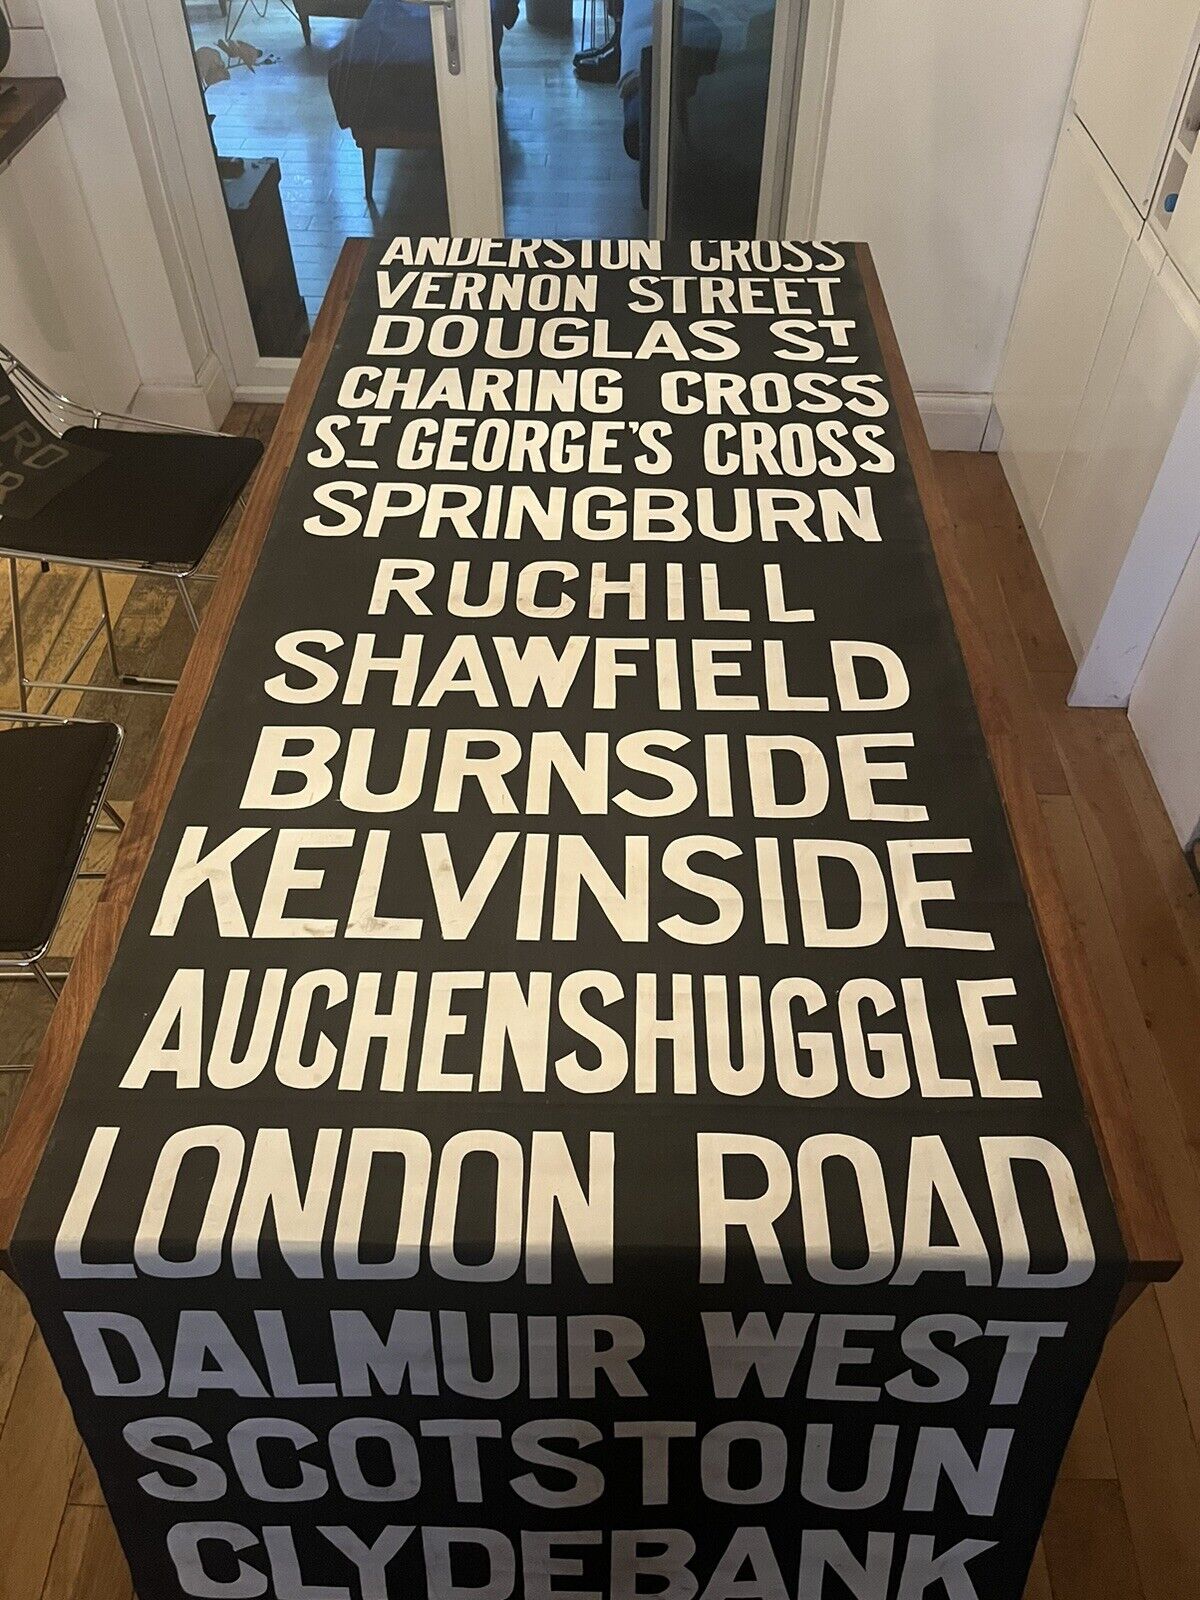 ANDERSTON CROSS
VERNON STREET
DOUGLAS ST
CHARING CROSS
ST GEORGE'S CROSS
SPRINGBURN
RUCHILL
SHAWFIELD
BURNSIDE
KELVINSIDE
AUCHENSHUGGLE
LONDON ROAD
DALMUIR WEST
SCOTSTOUN
CLYDEBANK